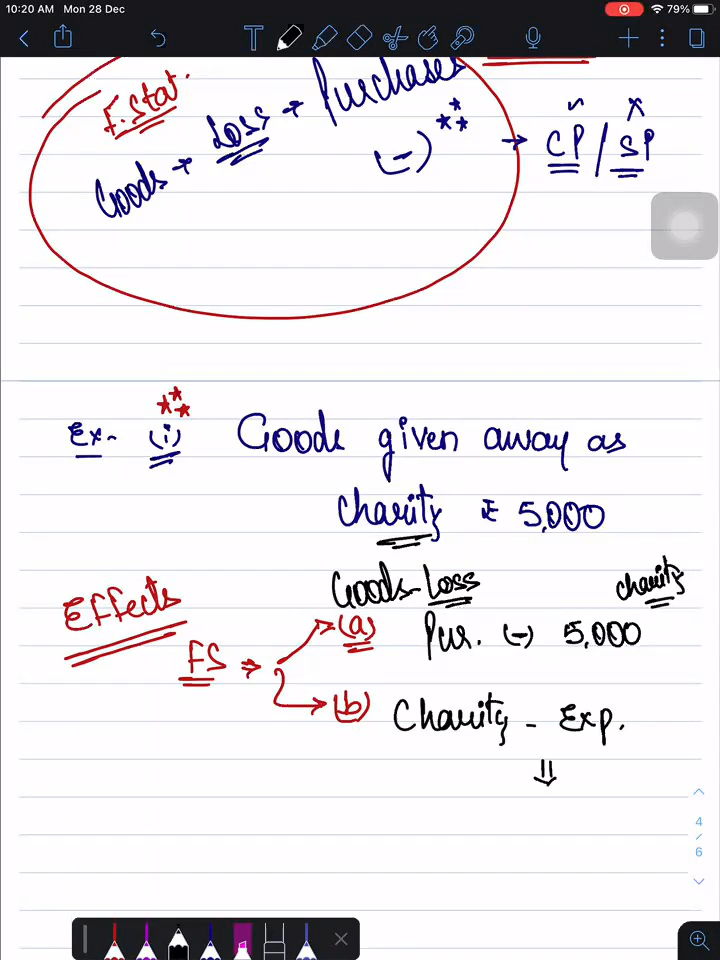 10:20 AM Mon 28 Dec 79%
F.stat.
Goods → Loss → Purchases
(-) → CP / SP
Ex- (i) Goods given away as
Charity ₹ 5,000
Effects
Goods-Loss charity
FS ⇒ (a) Pur. (-) 5,000
(b) Charity - Exp.
⇓
4
/
6